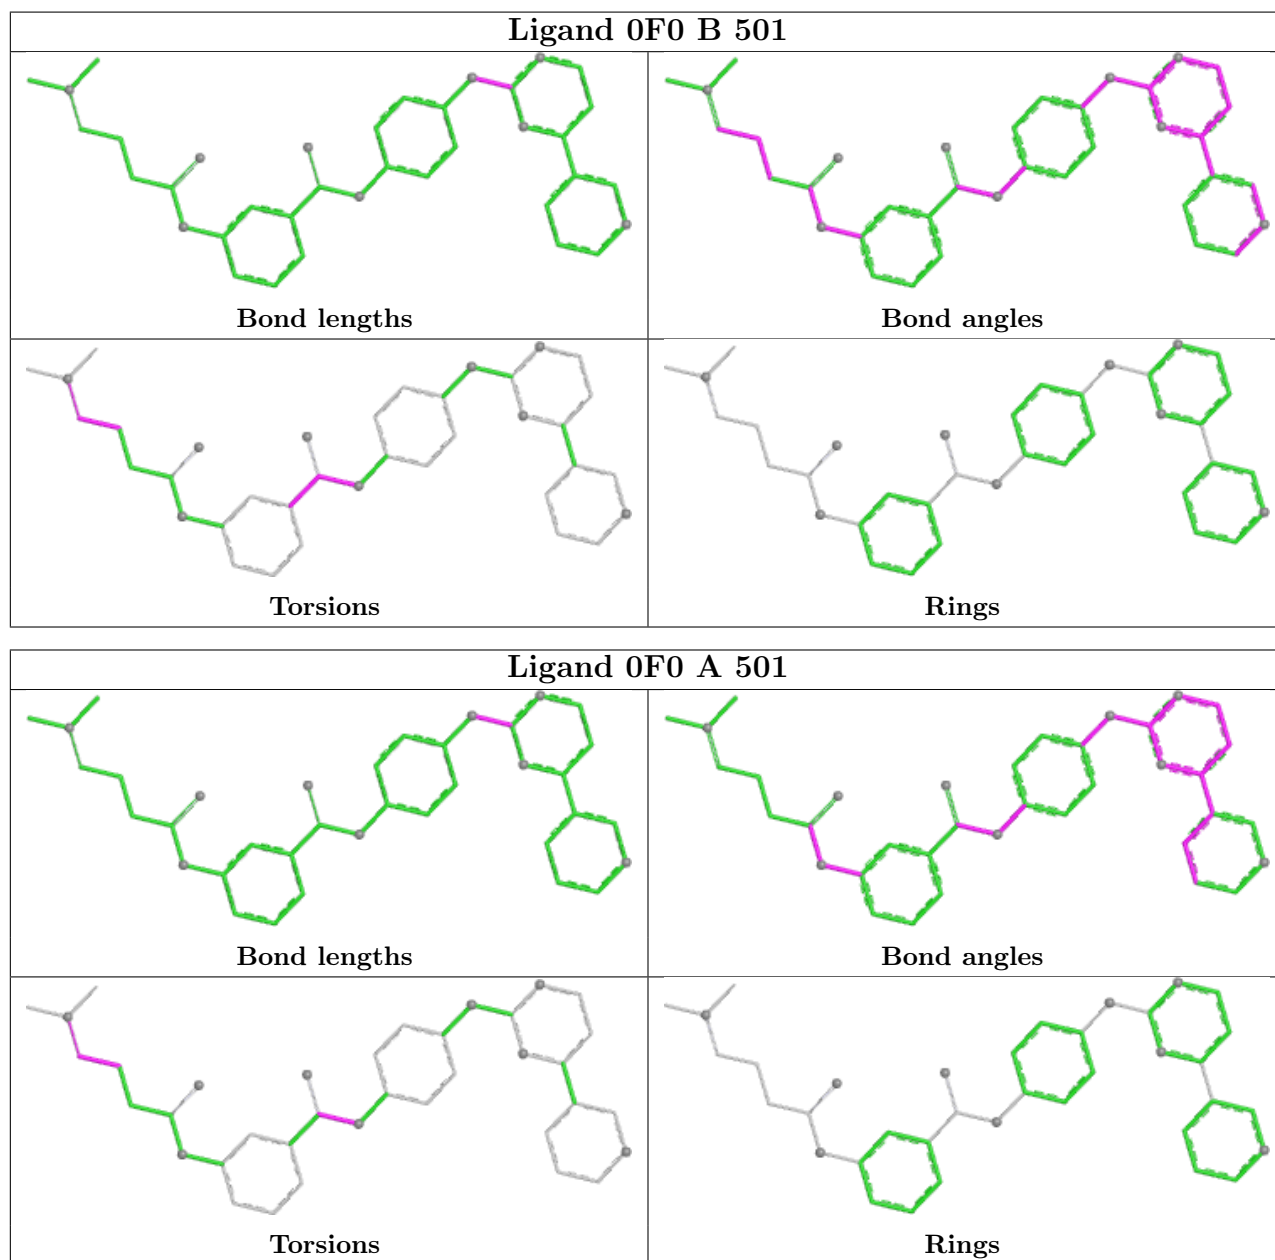 Ligand 0F0 B 501
Bond lengths
Bond angles
Torsions
Rings
Ligand 0F0 A 501
Bond lengths
Bond angles
Torsions
Rings